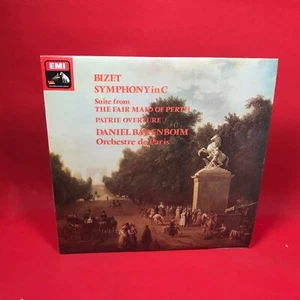 EMI
BIZET
SYMPHONY in C
Suite from
THE FAIR MAID OF PERTH
PATRIE OVERTURE
DANIEL BARENBOIM
Orchestre de Paris